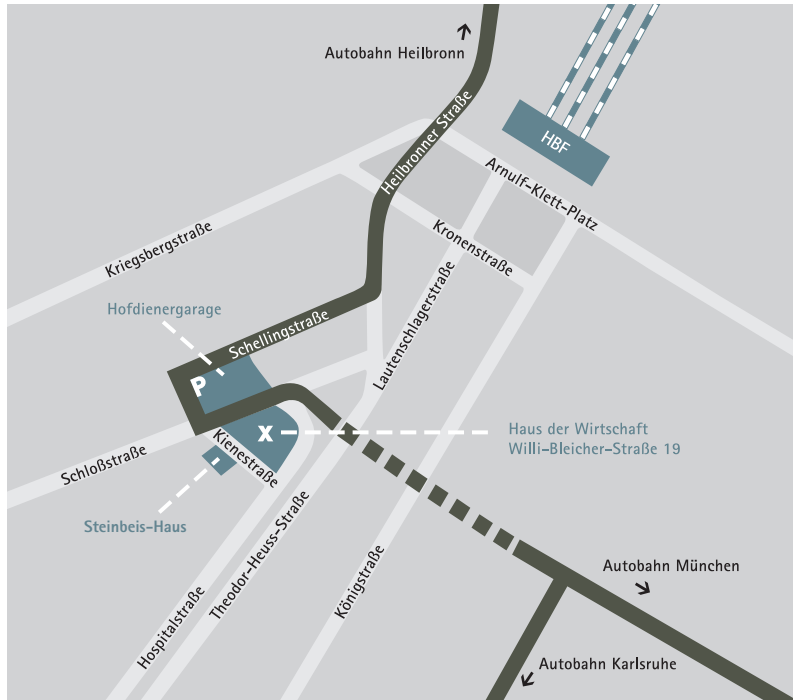 Autobahn Heilbronn
HBF
Heilbronner Straße
Arnulf-Klett-Platz
Kriegsbergstraße
Kronenstraße
Lautenschlagerstraße
Hofdienergarage
Schellingstraße
P
X
Haus der Wirtschaft
Willi-Bleicher-Straße 19
Kienestraße
Schloßstraße
Steinbeis-Haus
Theodor-Heuss-Straße
Königstraße
Hospitalstraße
Autobahn München
Autobahn Karlsruhe